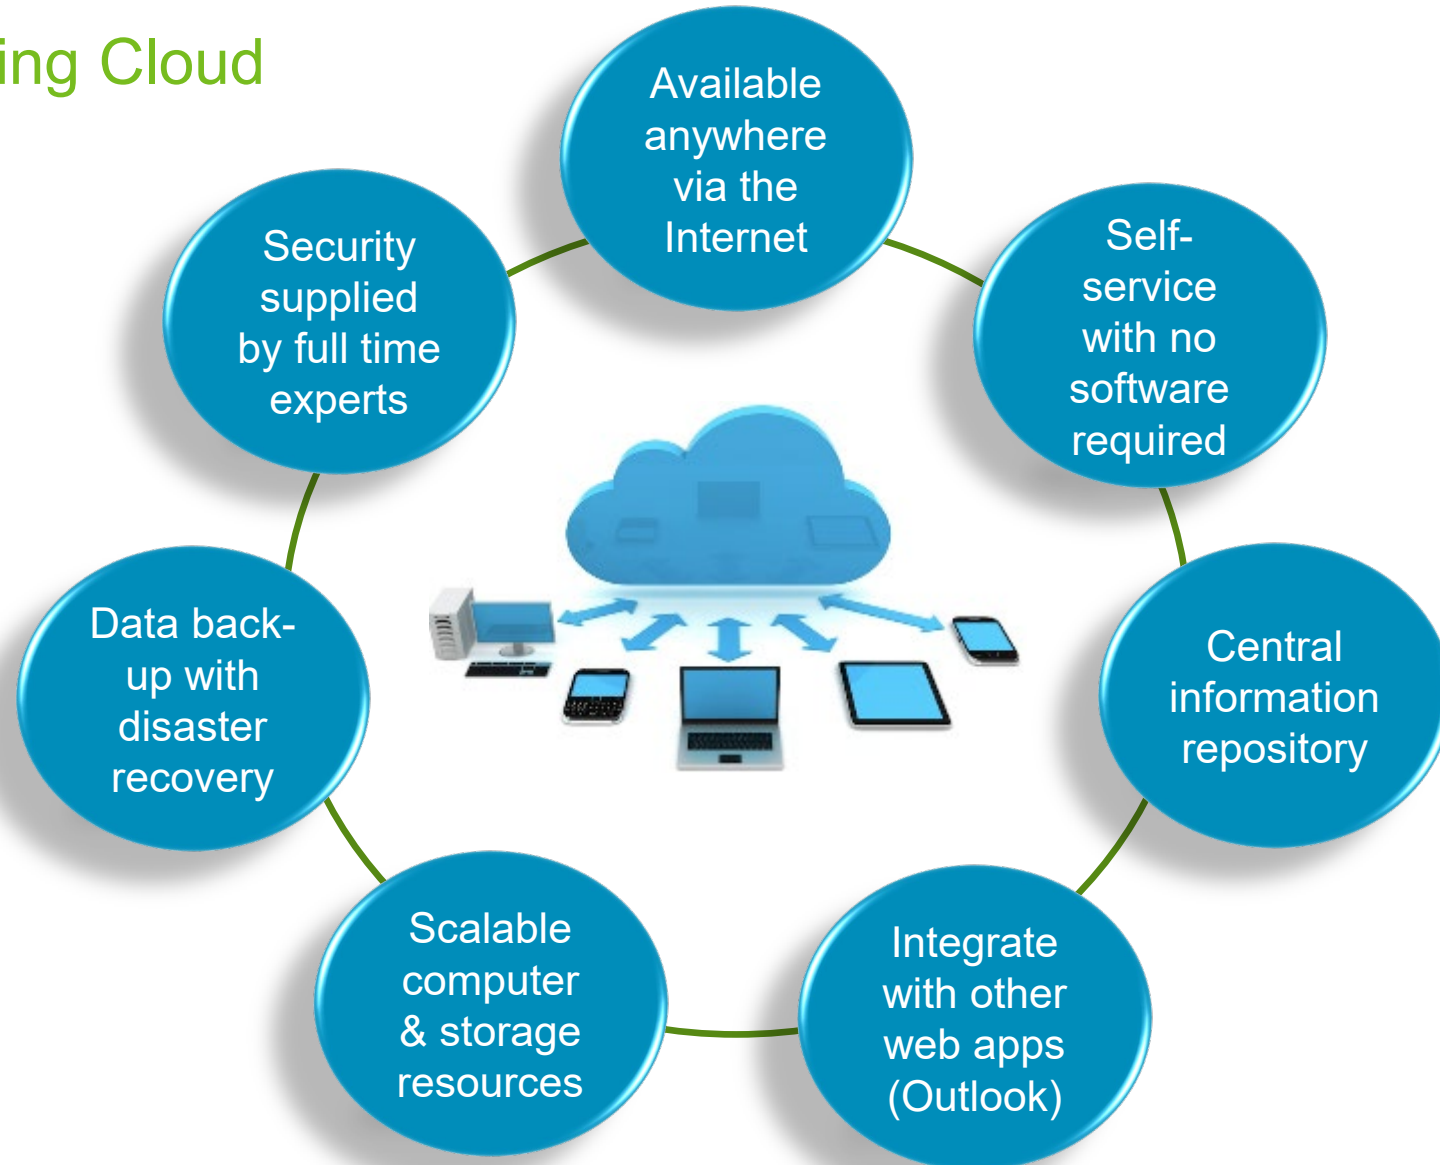 ing Cloud
Available
anywhere
via the
Internet
Self-
service
with no
software
required
Central
information
repository
Integrate
with other
web apps
(Outlook)
Scalable
computer
& storage
resources
Data back-
up with
disaster
recovery
Security
supplied
by full time
experts